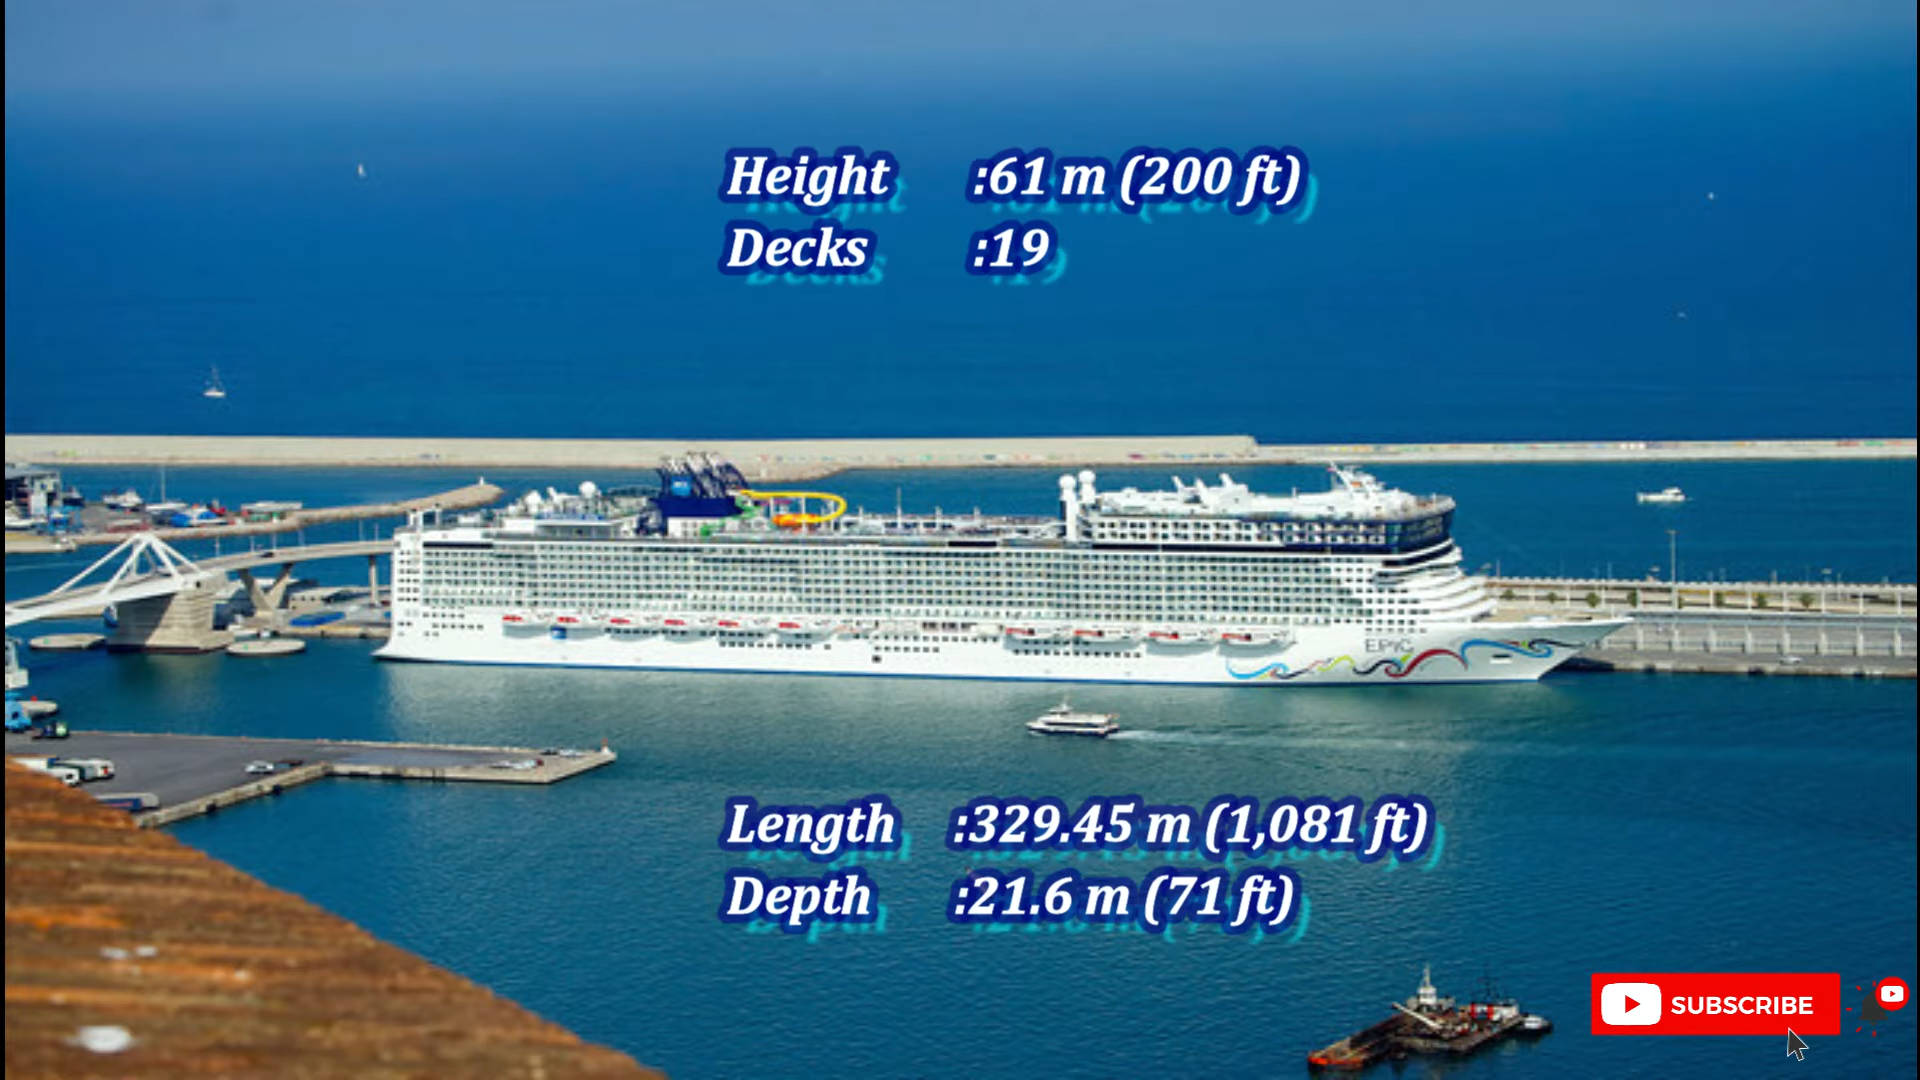 Height :61 m (200 ft)
Decks :19
EPIC
Length :329.45 m (1,081 ft)
Depth :21.6 m (71 ft)
SUBSCRIBE